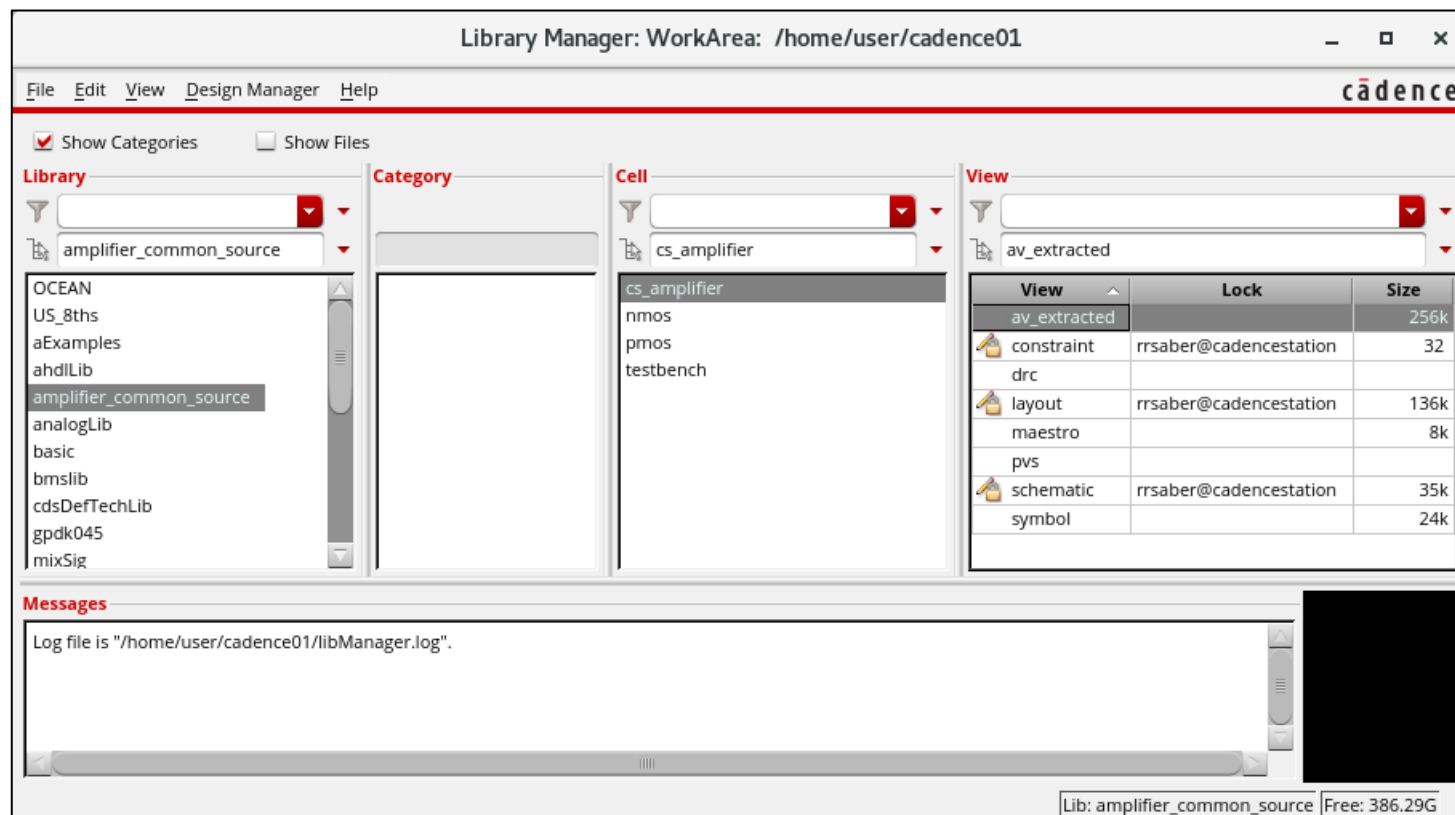 Library Manager: WorkArea: /home/user/cadence01
File Edit View Design Manager Help
cādence
Show Categories Show Files
Library Category Cell View
amplifier_common_source cs_amplifier av_extracted
OCEAN
US_8ths
aExamples
ahdlLib
amplifier_common_source
analogLib
basic
bmslib
cdsDefTechLib
gpdk045
mixSig
cs_amplifier
nmos
pmos
testbench
View Lock Size
av_extracted 256k
constraint rrsaber@cadencestation 32
drc
layout rrsaber@cadencestation 136k
maestro 8k
pvs
schematic rrsaber@cadencestation 35k
symbol 24k
Messages
Log file is "/home/user/cadence01/libManager.log".
Lib: amplifier_common_source Free: 386.29G